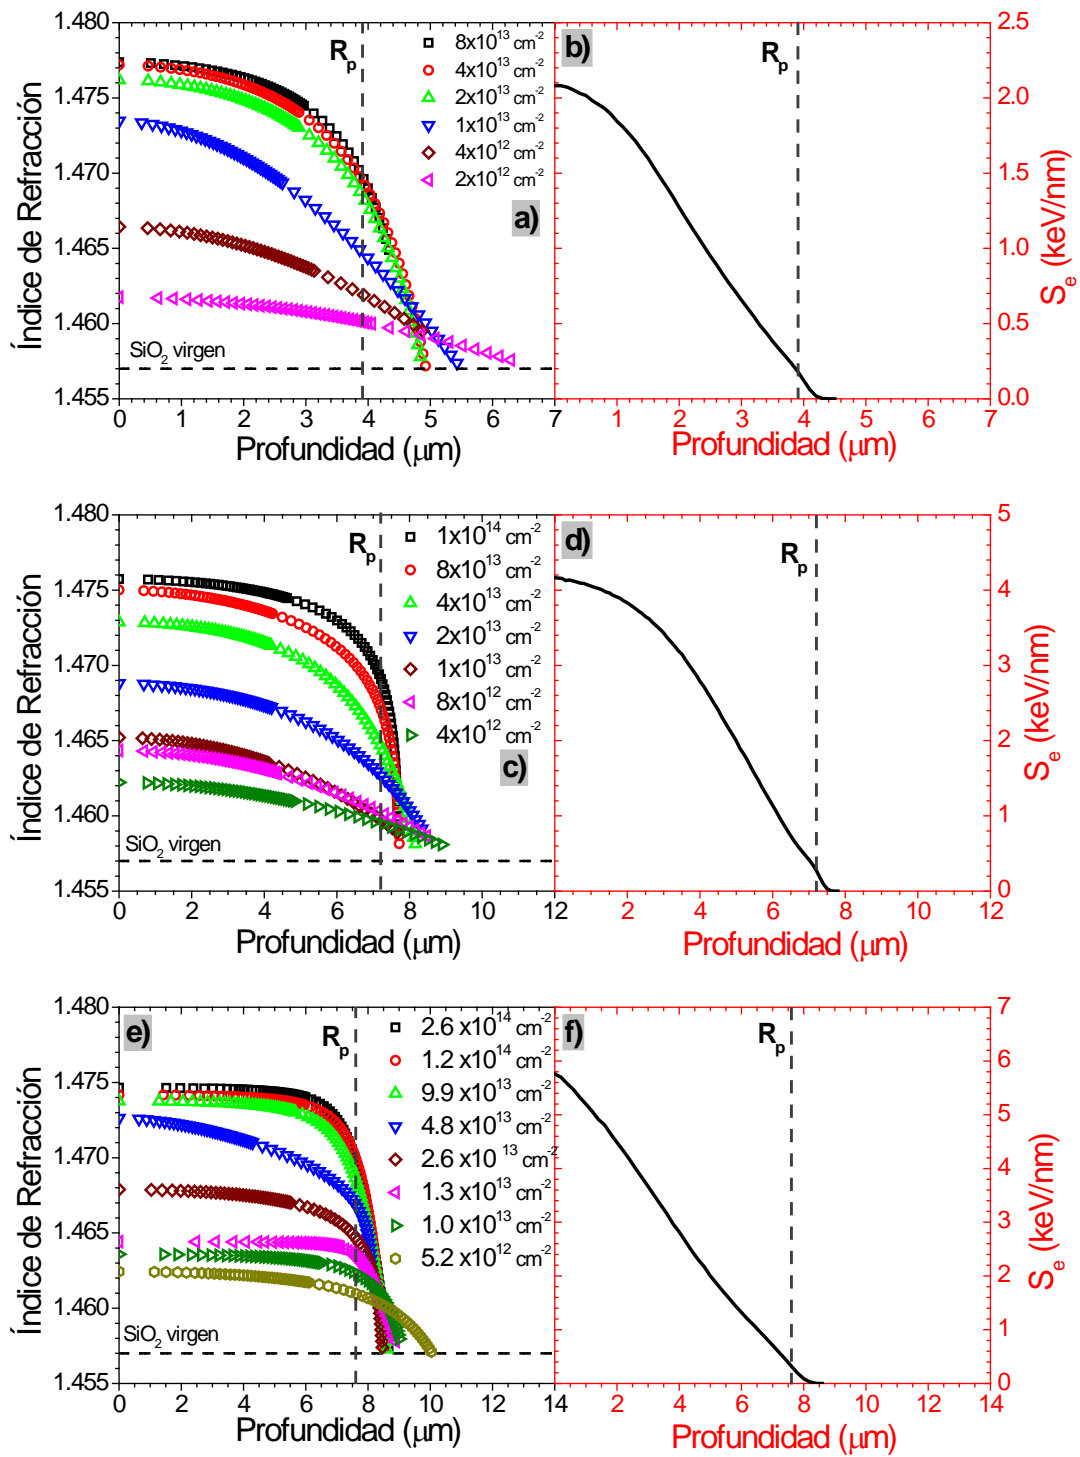 a)
Índice de Refracción
1.480
1.475
1.470
1.465
1.460
1.455
R_p
8x10^13 cm^-2
4x10^13 cm^-2
2x10^13 cm^-2
1x10^13 cm^-2
4x10^12 cm^-2
2x10^12 cm^-2
SiO_2 virgen
0 1 2 3 4 5 6 7
Profundidad (μm)
b)
R_p
2.5
2.0
1.5
1.0
0.5
0.0
S_e (keV/nm)
1 2 3 4 5 6 7
Profundidad (μm)
c)
Índice de Refracción
1.480
1.475
1.470
1.465
1.460
1.455
R_p
1x10^14 cm^-2
8x10^13 cm^-2
4x10^13 cm^-2
2x10^13 cm^-2
1x10^13 cm^-2
8x10^12 cm^-2
4x10^12 cm^-2
SiO_2 virgen
0 2 4 6 8 10 12
Profundidad (μm)
d)
R_p
5
4
3
2
1
0
S_e (keV/nm)
2 4 6 8 10 12
Profundidad (μm)
e)
Índice de Refracción
1.480
1.475
1.470
1.465
1.460
1.455
R_p
2.6 x10^14 cm^-2
1.2 x10^14 cm^-2
9.9 x10^13 cm^-2
4.8 x10^13 cm^-2
2.6 x10^13 cm^-2
1.3 x10^13 cm^-2
1.0 x10^13 cm^-2
5.2 x10^12 cm^-2
SiO_2 virgen
0 2 4 6 8 10 12 14
Profundidad (μm)
f)
R_p
7
6
5
4
3
2
1
0
S_e (keV/nm)
2 4 6 8 10 12 14
Profundidad (μm)